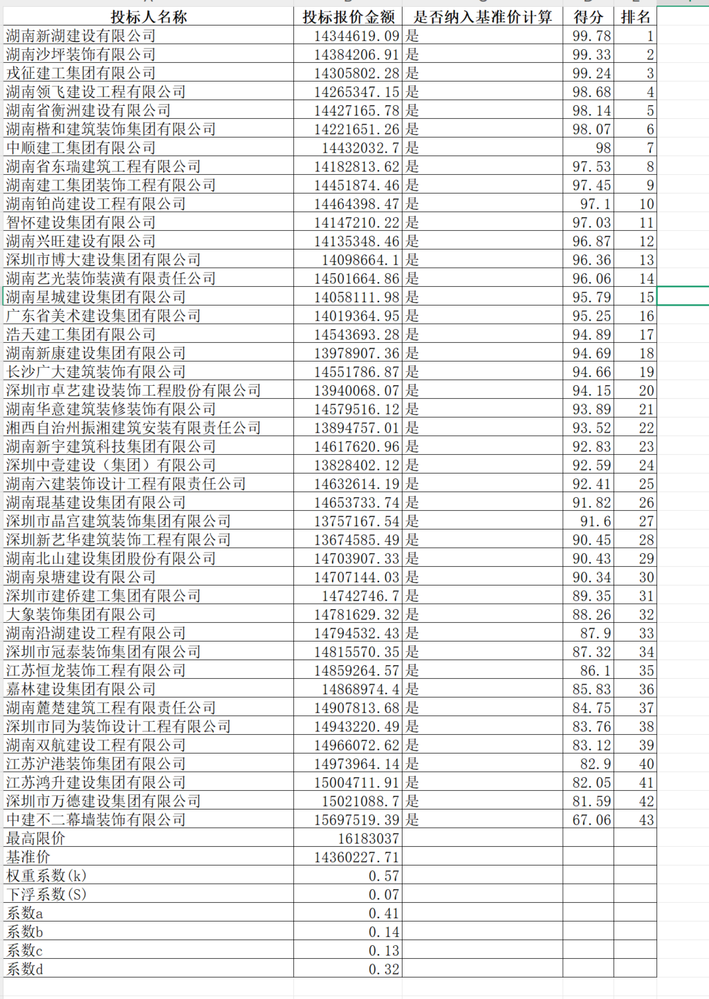 投标人名称 投标报价金额 是否纳入基准价计算 得分 排名
湖南新湖建设有限公司 14344619.09 是 99.78 1
湖南沙坪装饰有限公司 14384206.91 是 99.33 2
戎征建工集团有限公司 14305802.28 是 99.24 3
湖南领飞建设工程有限公司 14265347.15 是 98.68 4
湖南省衡洲建设有限公司 14427165.78 是 98.14 5
湖南楷和建筑装饰集团有限公司 14221651.26 是 98.07 6
中顺建工集团有限公司 14432032.7 是 98 7
湖南省东瑞建筑工程有限公司 14182813.62 是 97.53 8
湖南建工集团装饰工程有限公司 14451874.46 是 97.45 9
湖南铂尚建设工程有限公司 14464398.47 是 97.1 10
智怀建设集团有限公司 14147210.22 是 97.03 11
湖南兴旺建设有限公司 14135348.46 是 96.87 12
深圳市博大建设集团有限公司 14098664.1 是 96.36 13
湖南艺光装饰装潢有限责任公司 14501664.86 是 96.06 14
湖南星城建设集团有限公司 14058111.98 是 95.79 15
广东省美术建设集团有限公司 14019364.95 是 95.25 16
浩天建工集团有限公司 14543693.28 是 94.89 17
湖南新康建设集团有限公司 13978907.36 是 94.69 18
长沙广大建筑装饰有限公司 14551786.87 是 94.66 19
深圳市卓艺建设装饰工程股份有限公司 13940068.07 是 94.15 20
湖南华意建筑装修装饰有限公司 14579516.12 是 93.89 21
湘西自治州振湘建筑安装有限责任公司 13894757.01 是 93.52 22
湖南新宇建筑科技集团有限公司 14617620.96 是 92.83 23
深圳中壹建设（集团）有限公司 13828402.12 是 92.59 24
湖南六建装饰设计工程有限责任公司 14632614.19 是 92.41 25
湖南琨基建设集团有限公司 14653733.74 是 91.82 26
深圳市晶宫建筑装饰集团有限公司 13757167.54 是 91.6 27
深圳新艺华建筑装饰工程有限公司 13674585.49 是 90.45 28
湖南北山建设集团股份有限公司 14703907.33 是 90.43 29
湖南泉塘建设有限公司 14707144.03 是 90.34 30
深圳市建侨建工集团有限公司 14742746.7 是 89.35 31
大象装饰集团有限公司 14781629.32 是 88.26 32
湖南沿湖建设工程有限公司 14794532.43 是 87.9 33
深圳市冠泰装饰集团有限公司 14815570.35 是 87.32 34
江苏恒龙装饰工程有限公司 14859264.57 是 86.1 35
嘉林建设集团有限公司 14868974.4 是 85.83 36
湖南麓楚建筑工程有限责任公司 14907813.68 是 84.75 37
深圳市同为装饰设计工程有限公司 14943220.49 是 83.76 38
湖南双航建设工程有限公司 14966072.62 是 83.12 39
江苏沪港装饰集团有限公司 14973964.14 是 82.9 40
江苏鸿升建设集团有限公司 15004711.91 是 82.05 41
深圳市万德建设集团有限公司 15021088.7 是 81.59 42
中建不二幕墙装饰有限公司 15697519.39 是 67.06 43
最高限价 16183037
基准价 14360227.71
权重系数(k) 0.57
下浮系数(S) 0.07
系数a 0.41
系数b 0.14
系数c 0.13
系数d 0.32